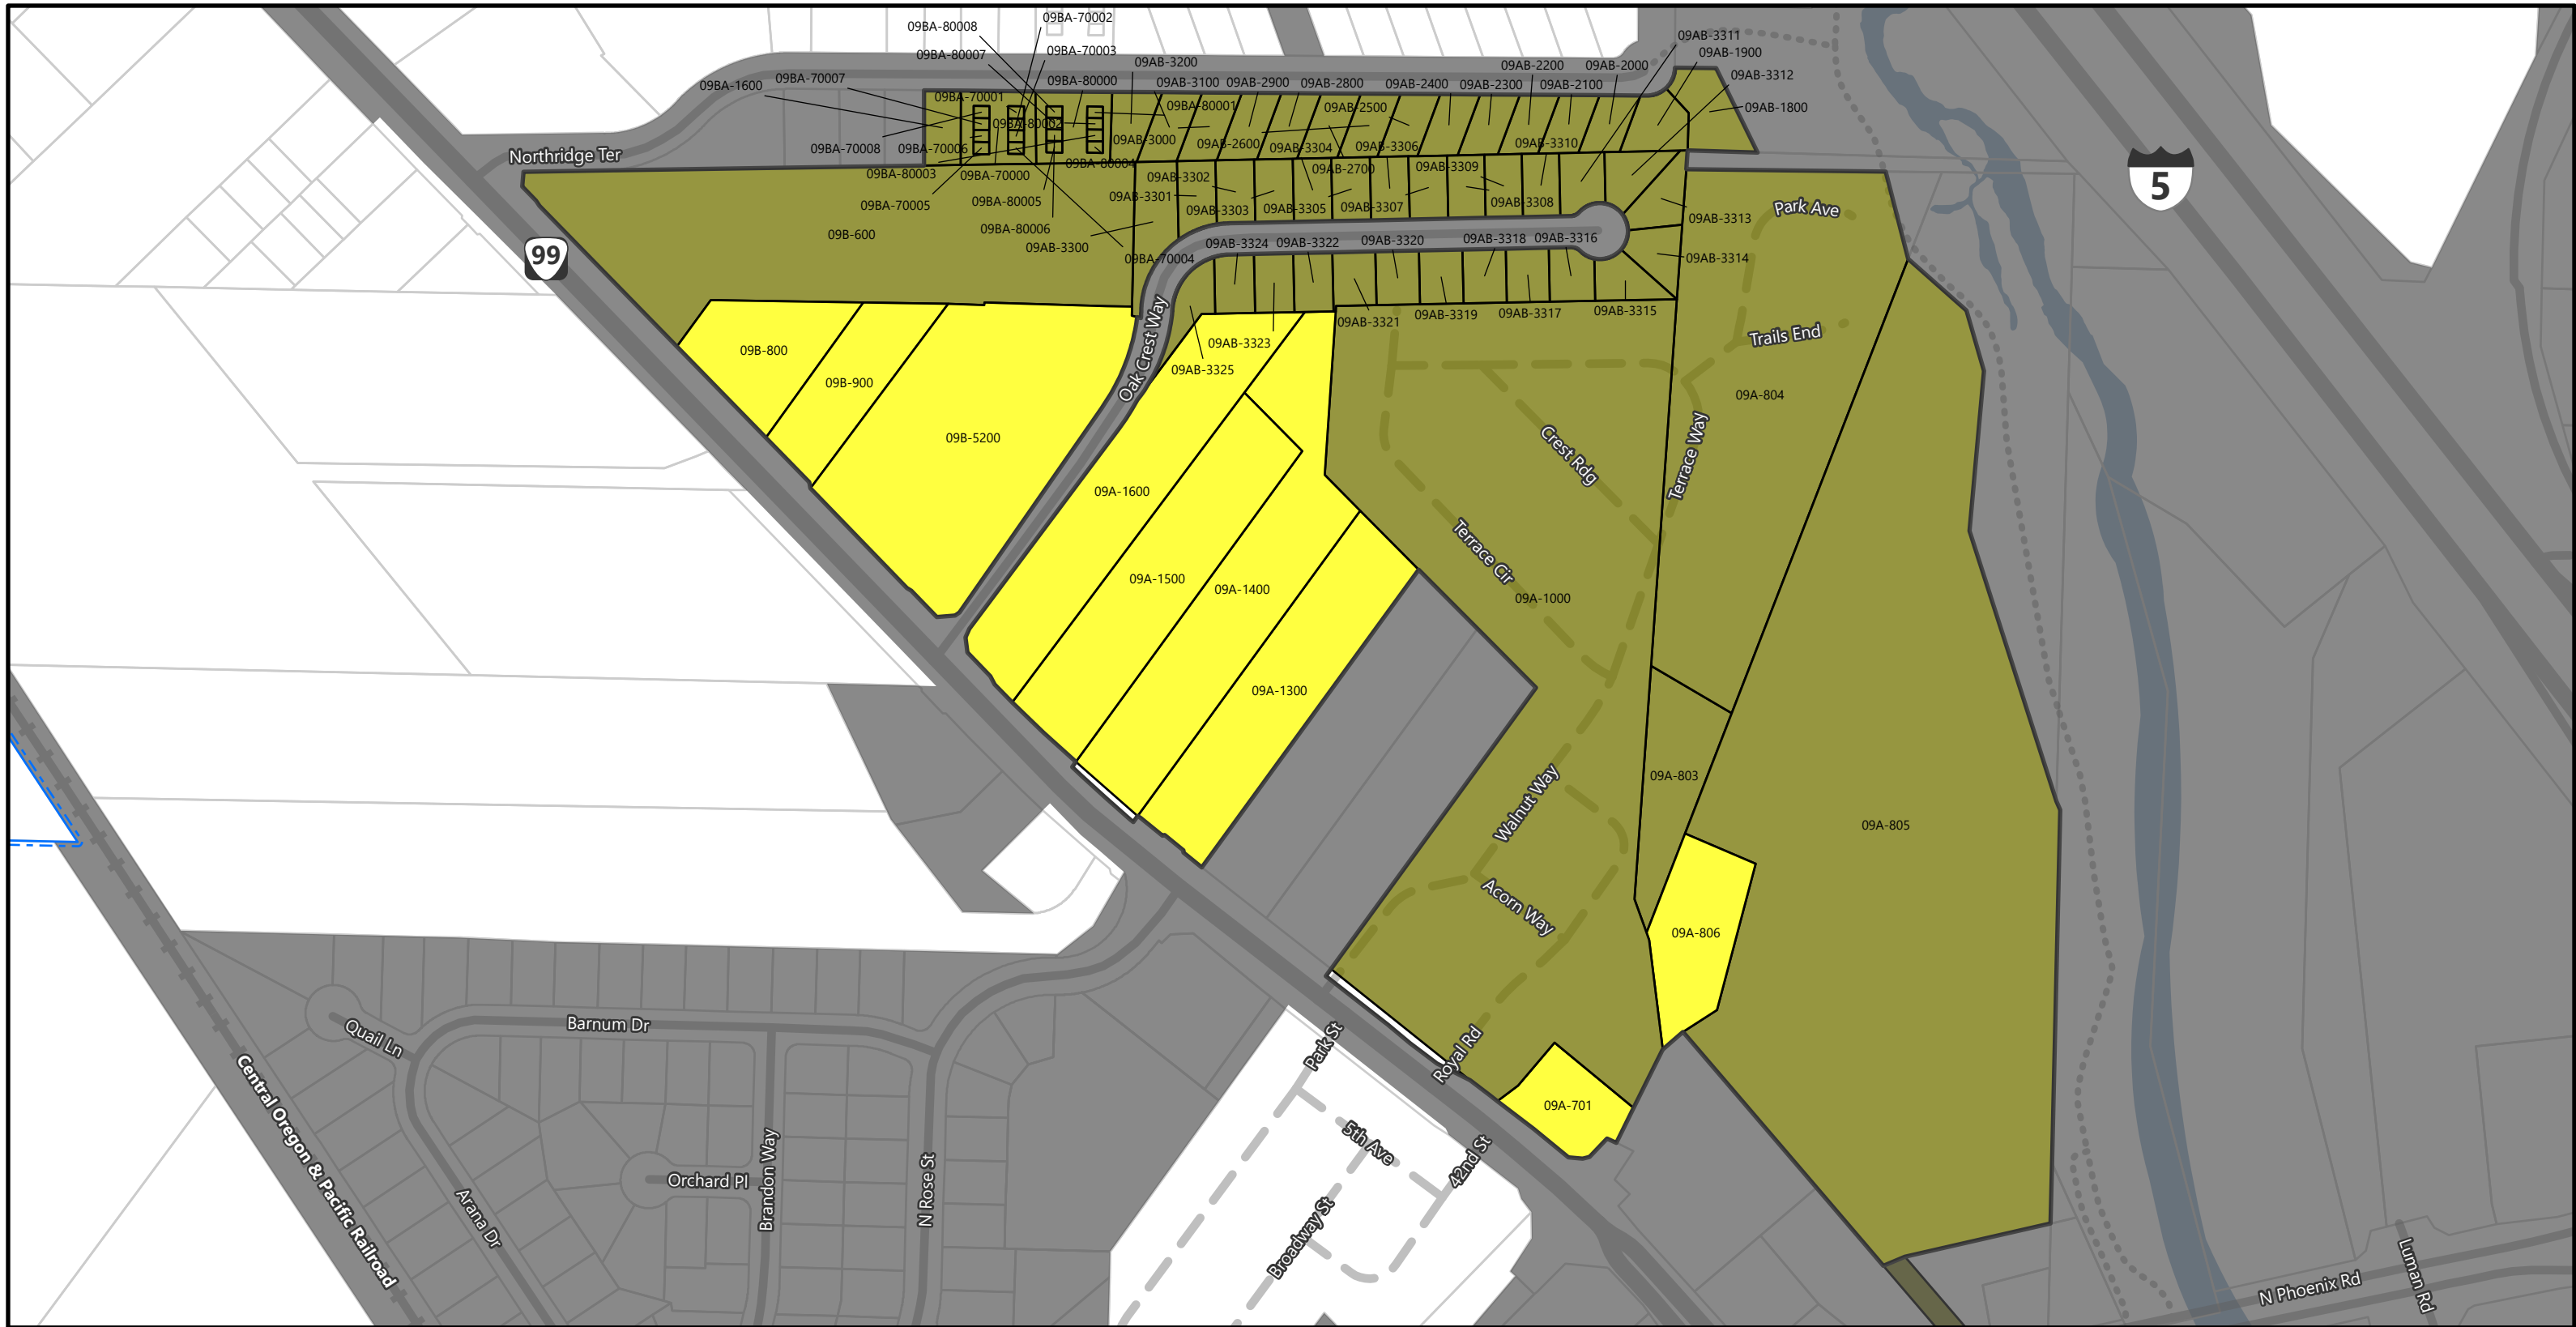 09BA-80008
09BA-70002
09BA-80007
09BA-70003
09AB-3311
09AB-1900
09BA-1600
09BA-70007
09BA-80000
09AB-3200
09AB-3100
09AB-2900
09AB-2800
09AB-2400
09AB-2300
09AB-2200
09AB-2100
09AB-2000
09AB-3312
09BA-70001
09BA-80002
09BA-80001
09AB-2500
09AB-1800
Northridge Ter
09BA-70008
09BA-70006
09AB-3000
09AB-2600
09AB-3304
09AB-3306
09AB-3310
09BA-80003
09BA-70000
09BA-80004
09AB-3302
09AB-2700
09AB-3309
09BA-70005
09BA-80005
09AB-3301
09AB-3303
09AB-3305
09AB-3307
09AB-3308
09AB-3313
Park Ave
5
99
09B-600
09BA-80006
09AB-3300
09BA-70004
09AB-3324
09AB-3322
09AB-3320
09AB-3318
09AB-3316
09AB-3314
09AB-3323
09AB-3325
09AB-3321
09AB-3319
09AB-3317
09AB-3315
Trails End
09B-800
09B-900
09B-5200
Oak Crest Way
09A-804
Crest Rdg
Terrace Way
09A-1600
09A-1500
09A-1400
Terrace Cir
09A-1000
09A-1300
09A-803
Walnut Way
09A-805
Acorn Way
09A-806
Quail Ln
Barnum Dr
Park St
Royal Rd
09A-701
Central Oregon & Pacific Railroad
Arana Dr
Orchard Pl
Brandon Way
N Rose St
5th Ave
42nd St
Broadway St
N Phoenix Rd
Luman Rd